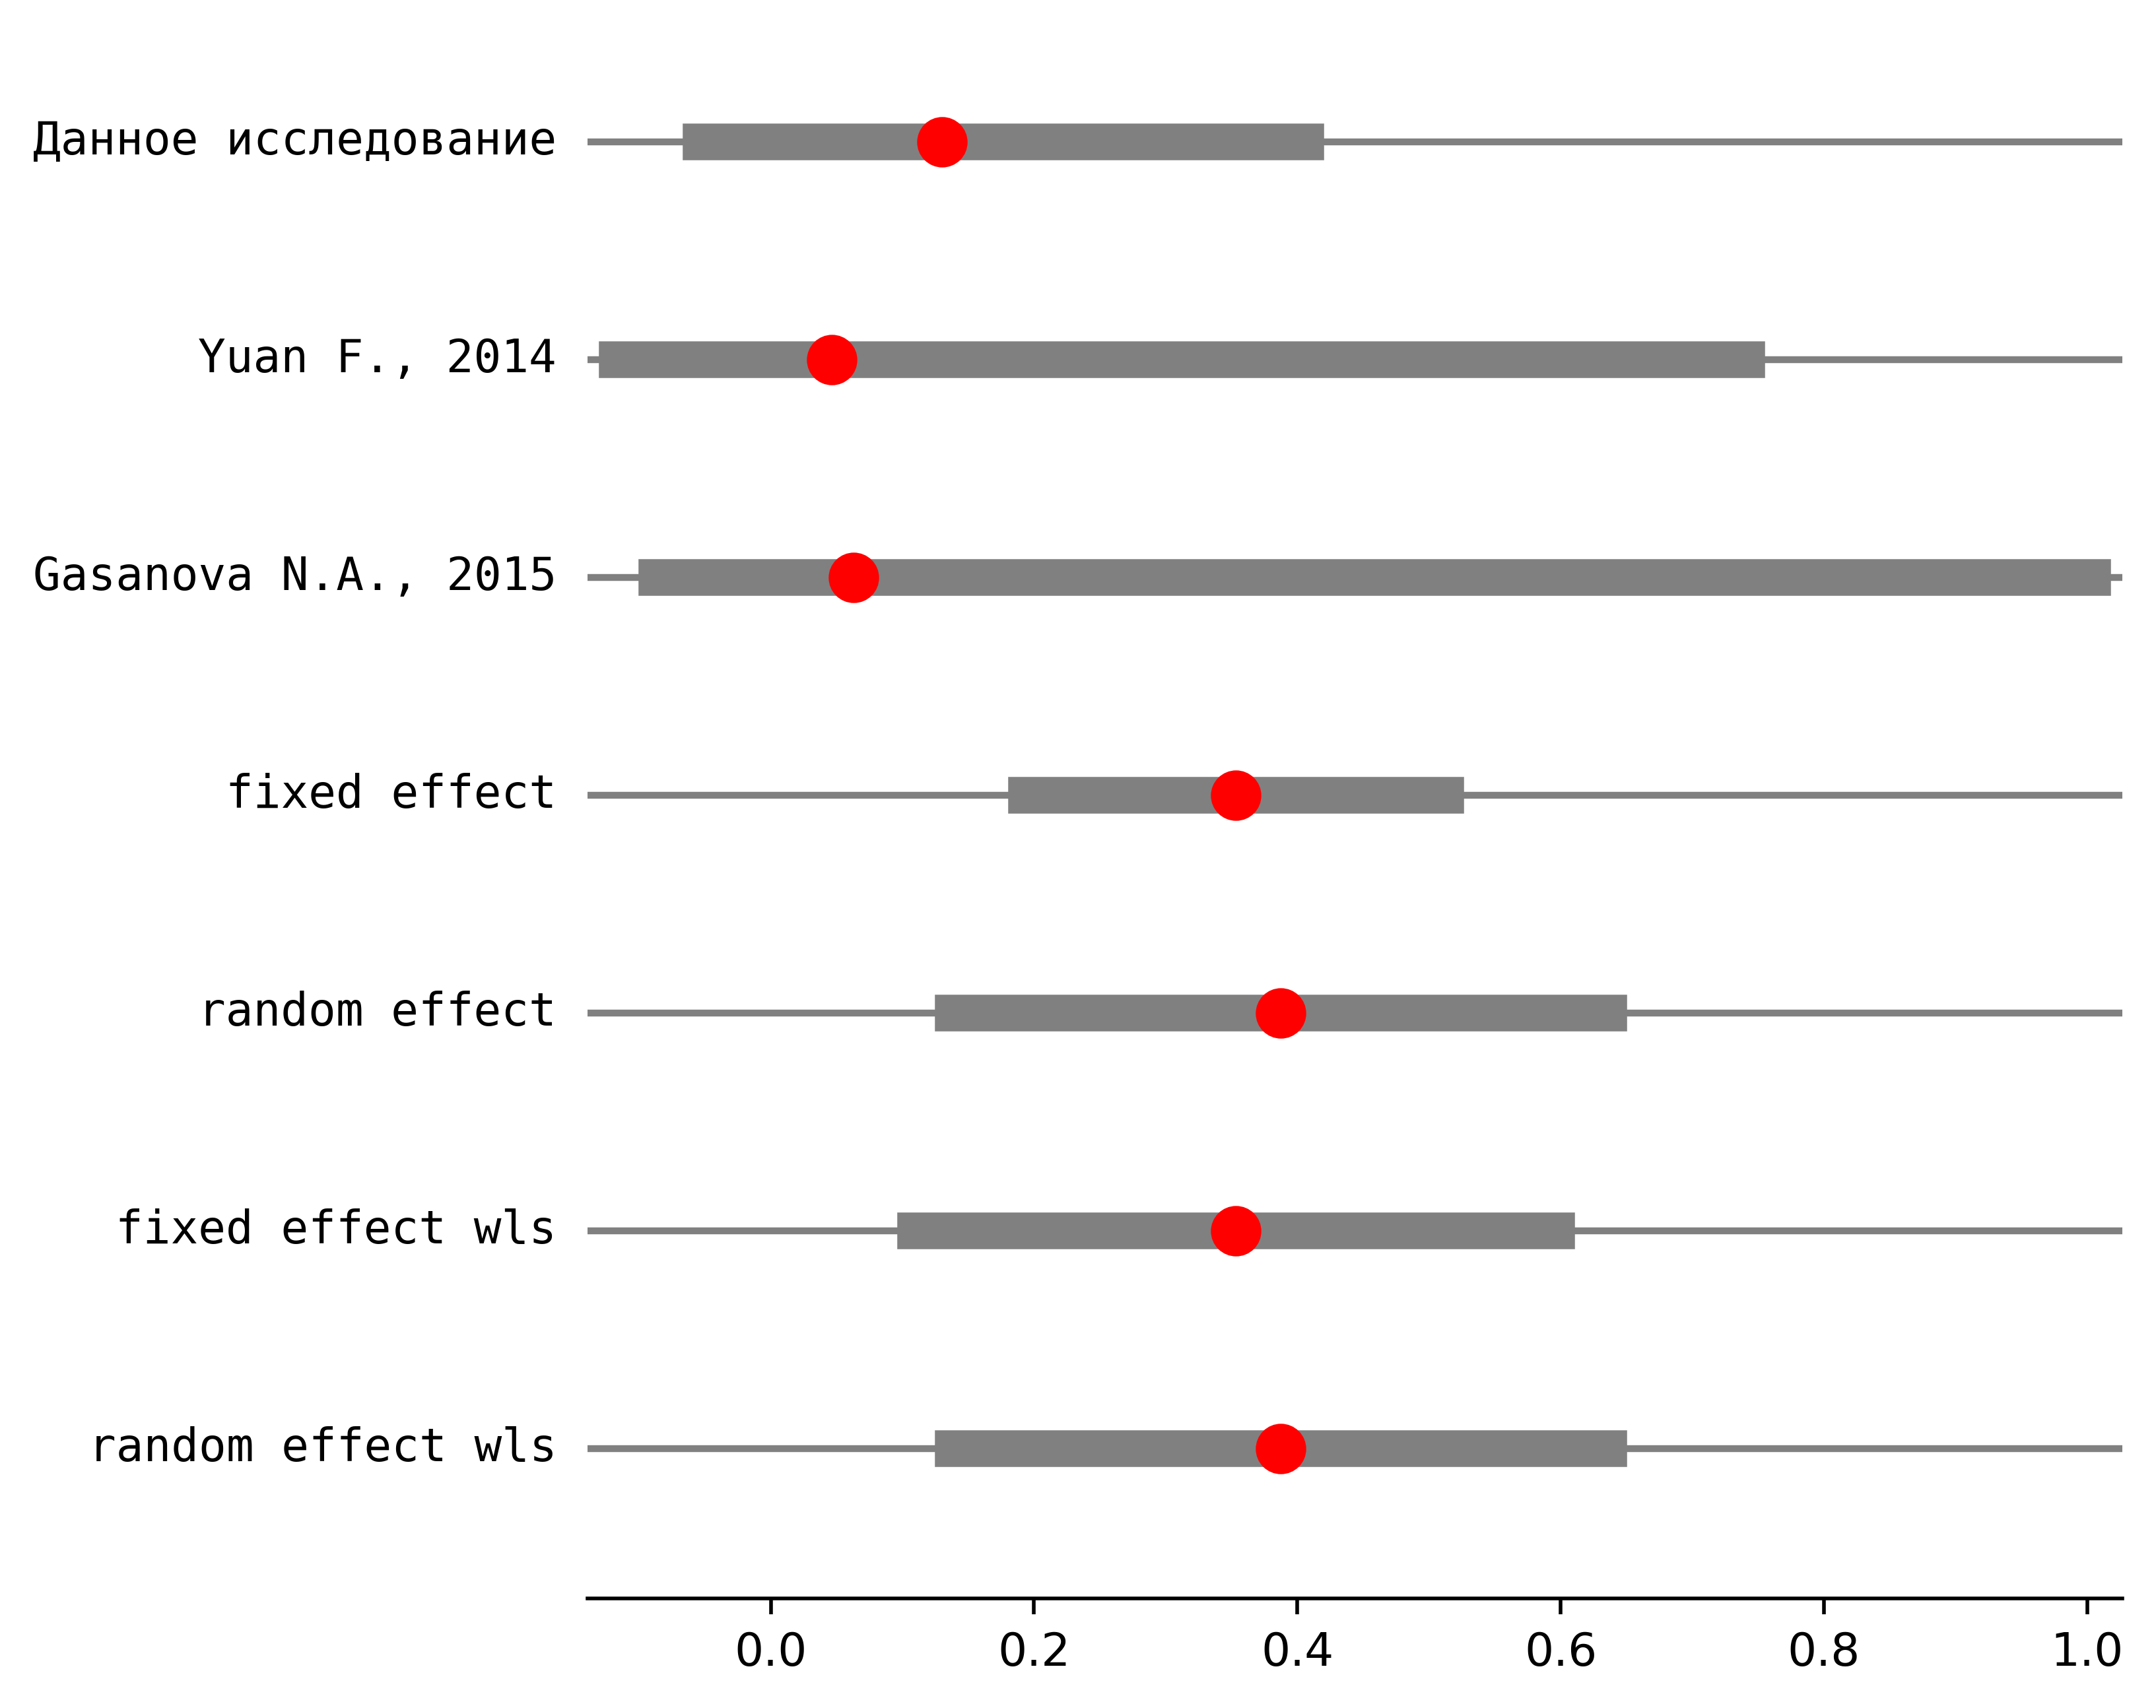 Данное исследование
Yuan F., 2014
Gasanova N.A., 2015
fixed effect
random effect
fixed effect wls
random effect wls
0.0 0.2 0.4 0.6 0.8 1.0